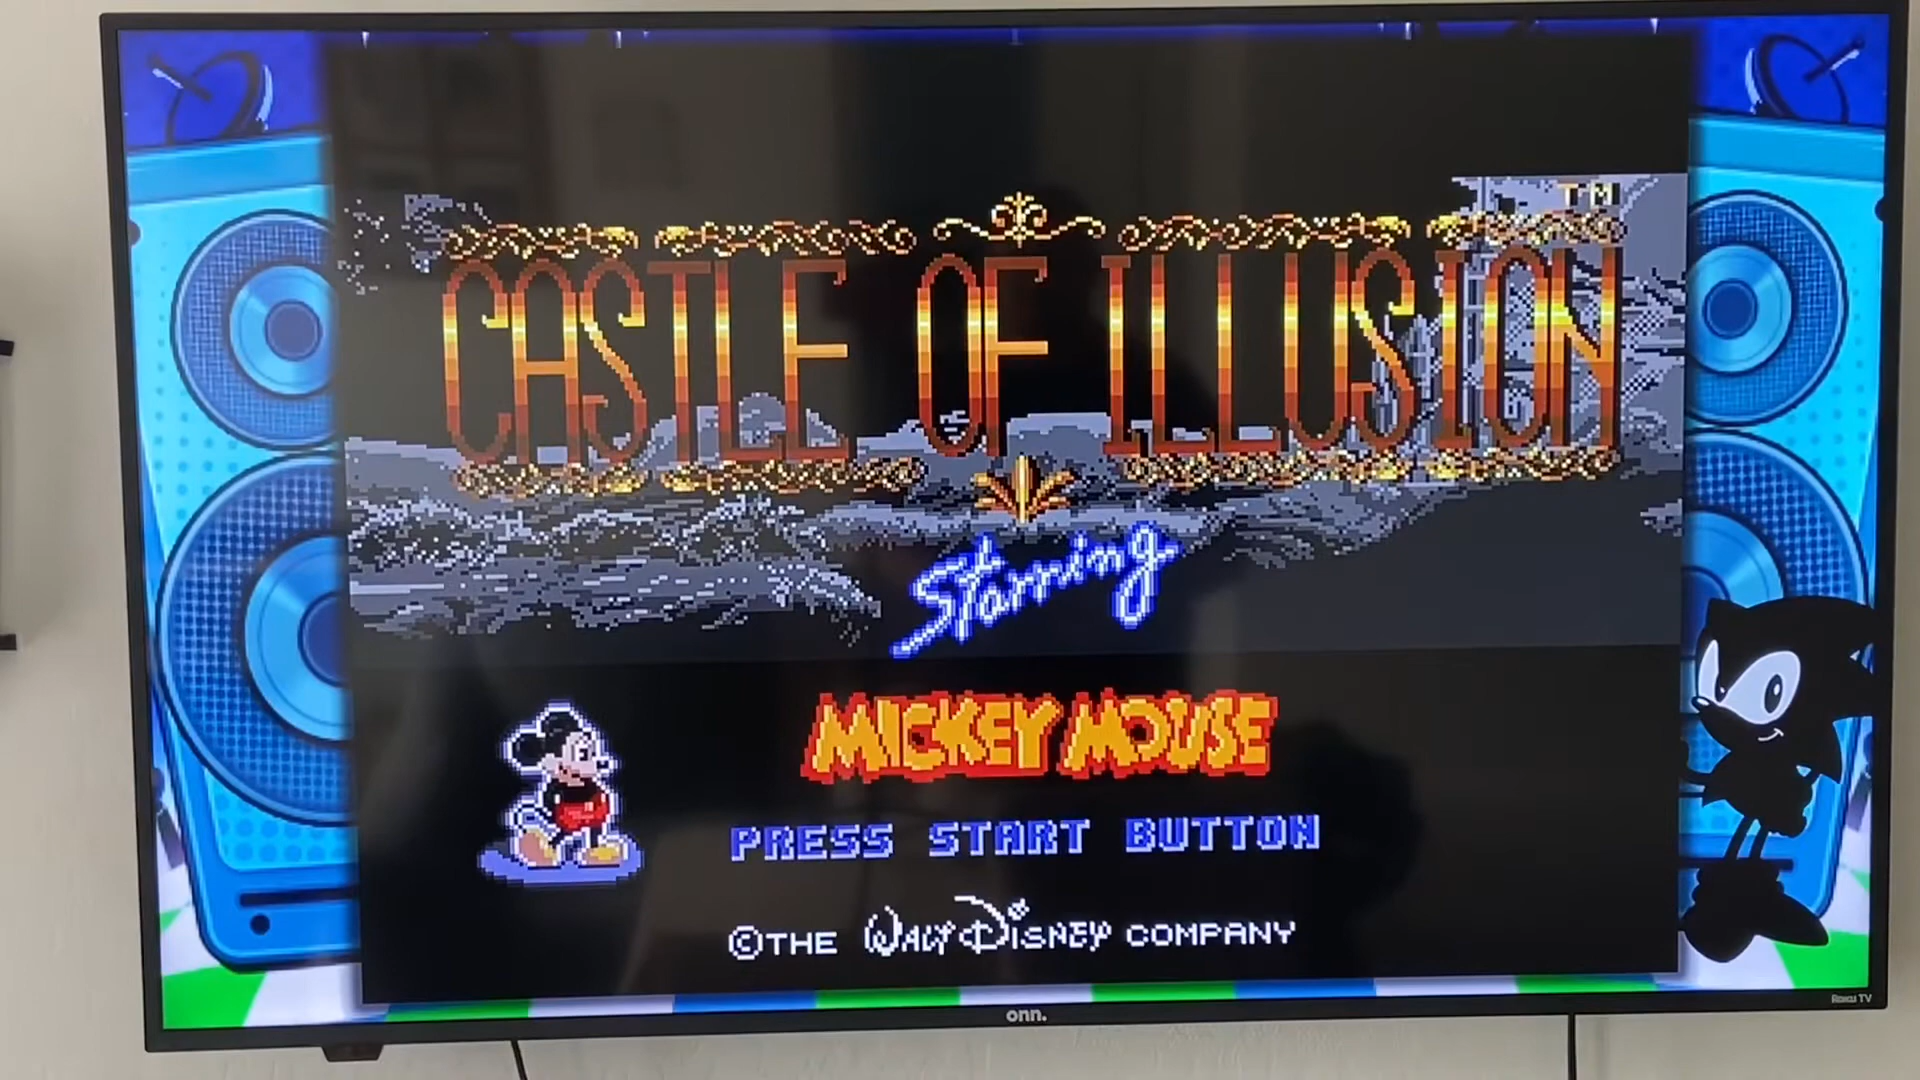 TM
CASTLE OF ILLUSION
Starring
MICKEY MOUSE
PRESS START BUTTON
©THE WALT DISNEY COMPANY
Roku TV
onn.